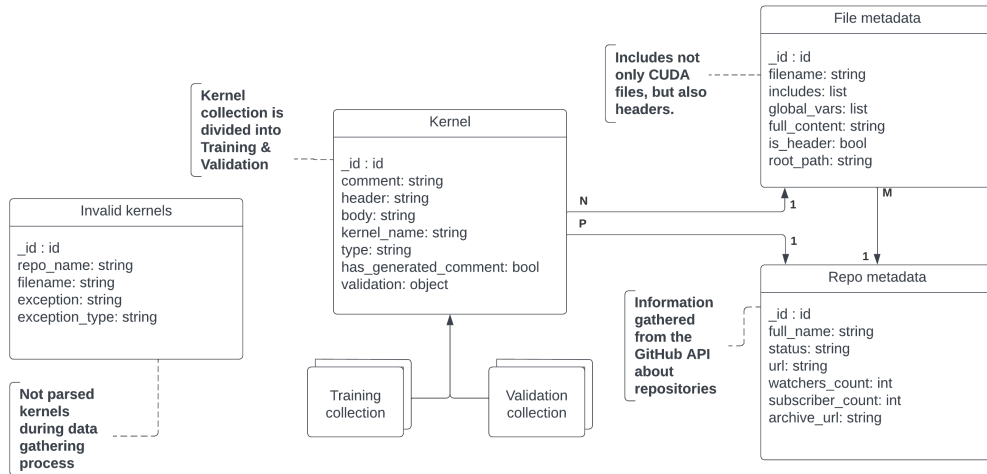 File metadata
_id : id
filename: string
includes: list
global_vars: list
full_content: string
is_header: bool
root_path: string
Includes not
only CUDA
files, but also
headers.
Kernel
collection is
divided into
Training &
Validation
Kernel
_id : id
comment: string
header: string
body: string
kernel_name: string
type: string
has_generated_comment: bool
validation: object
N
1
P
1
M
1
Invalid kernels
_id : id
repo_name: string
filename: string
exception: string
exception_type: string
Repo metadata
_id : id
full_name: string
status: string
url: string
watchers_count: int
subscriber_count: int
archive_url: string
Information
gathered
from the
GitHub API
about
repositories
Training
collection
Validation
collection
Not parsed
kernels
during data
gathering
process